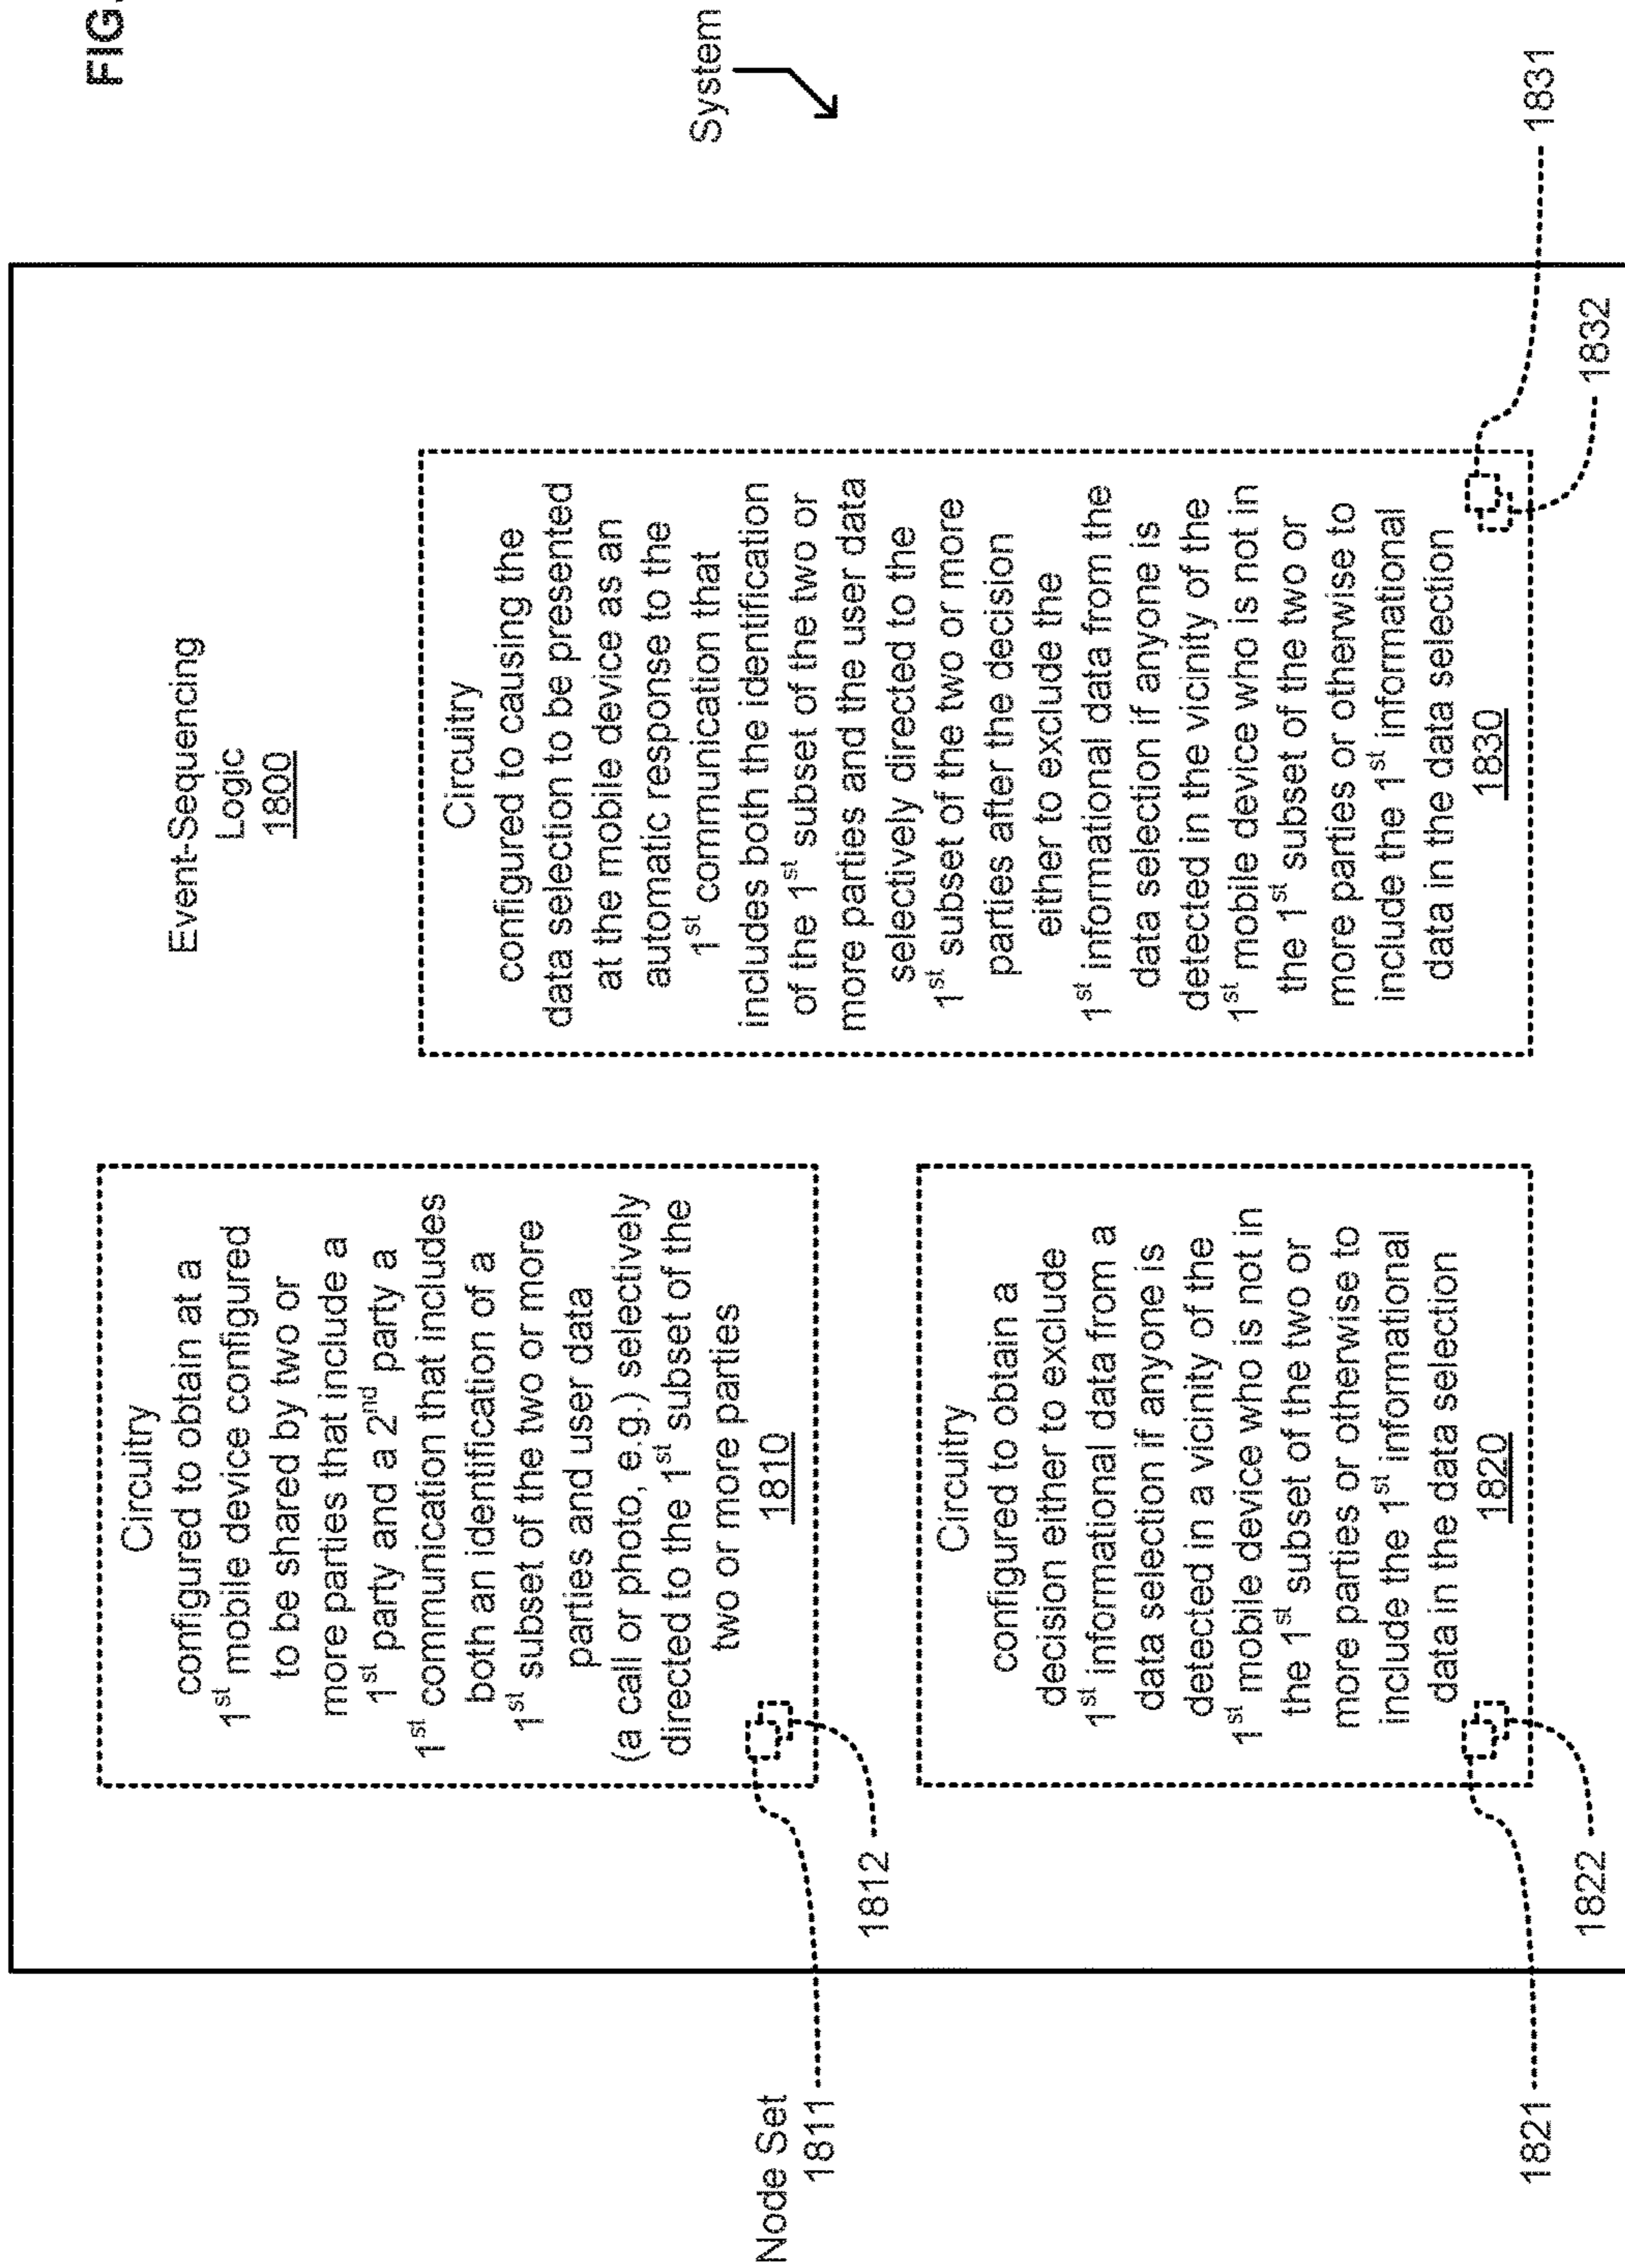 FIG.
System
Event-Sequencing
Logic
1800
Circuitry
configured to obtain at a
1st mobile device configured
to be shared by two or
more parties that include a
1st party and a 2nd party a
1st communication that includes
both an identification of a
1st subset of the two or more
parties and user data
(a call or photo, e.g.) selectively
directed to the 1st subset of the
two or more parties
1810
Node Set
1811
1812
Circuitry
configured to obtain a
decision either to exclude
1st informational data from a
data selection if anyone is
detected in a vicinity of the
1st mobile device who is not in
the 1st subset of the two or
more parties or otherwise to
include the 1st informational
data in the data selection
1820
1821
1822
Circuitry
configured to causing the
data selection to be presented
at the mobile device as an
automatic response to the
1st communication that
includes both the identification
of the 1st subset of the two or
more parties and the user data
selectively directed to the
1st subset of the two or more
parties after the decision
either to exclude the
1st informational data from the
data selection if anyone is
detected in the vicinity of the
1st mobile device who is not in
the 1st subset of the two or
more parties or otherwise to
include the 1st informational
data in the data selection
1830
1831
1832